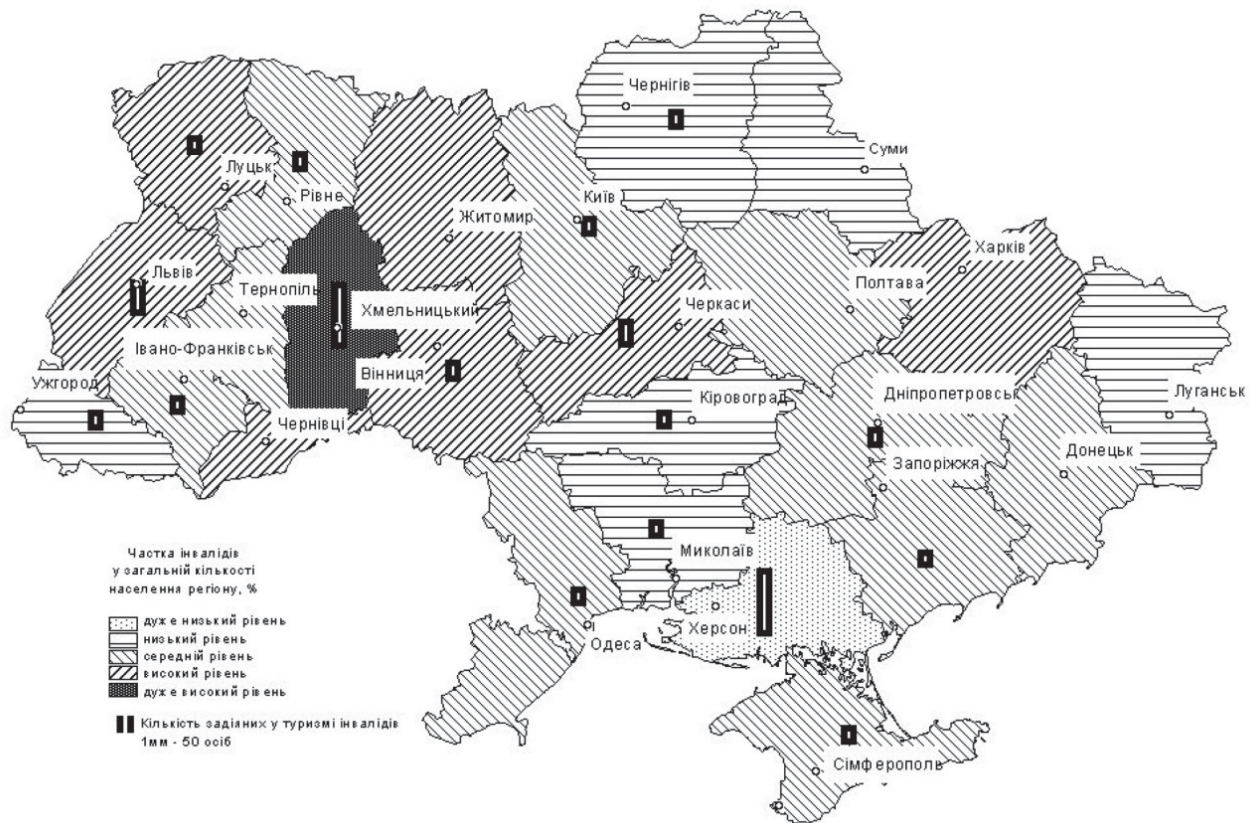 Чернігів
Суми
Луцьк
Рівне
Київ
Житомир
Харків
Львів
Тернопіль
Хмельницький
Черкаси
Полтава
Івано-Франківськ
Вінниця
Ужгород
Кіровоград
Дніпропетровськ
Луганськ
Чернівці
Запоріжжя
Донецьк
Миколаїв
Херсон
Одеса
Сімферополь
Частка інвалідів
у загальній кількості
населення регіону, %
дуже низький рівень
низький рівень
середній рівень
високий рівень
дуже високий рівень
Кількість задіяних у туризмі інвалідів
1мм - 50 осіб